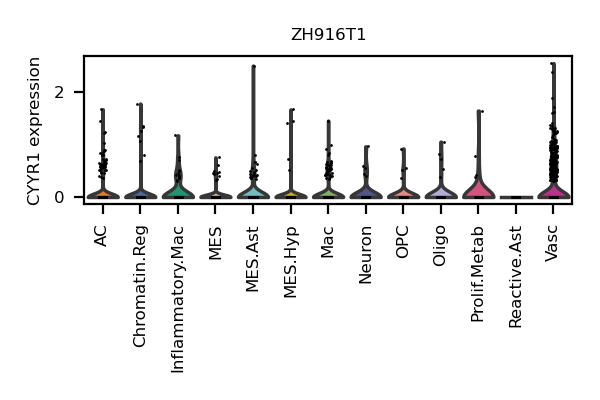 ZH916T1
CYYR1 expression
2
0
AC
Chromatin.Reg
Inflammatory.Mac
MES
MES.Ast
MES.Hyp
Mac
Neuron
OPC
Oligo
Prolif.Metab
Reactive.Ast
Vasc